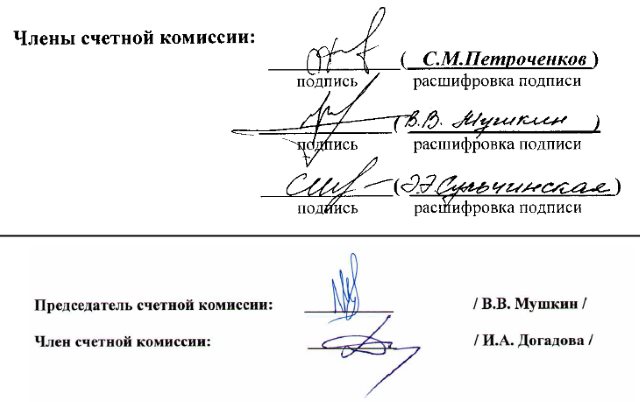 Члены счетной комиссии:
( С.М.Петроченков )
подпись расшифровка подписи
( В.В. Мушкин )
подпись расшифровка подписи
( Э.Э.Сульчинская )
подпись расшифровка подписи
Председатель счетной комиссии: / В.В. Мушкин /
Член счетной комиссии: / И.А. Догадова /